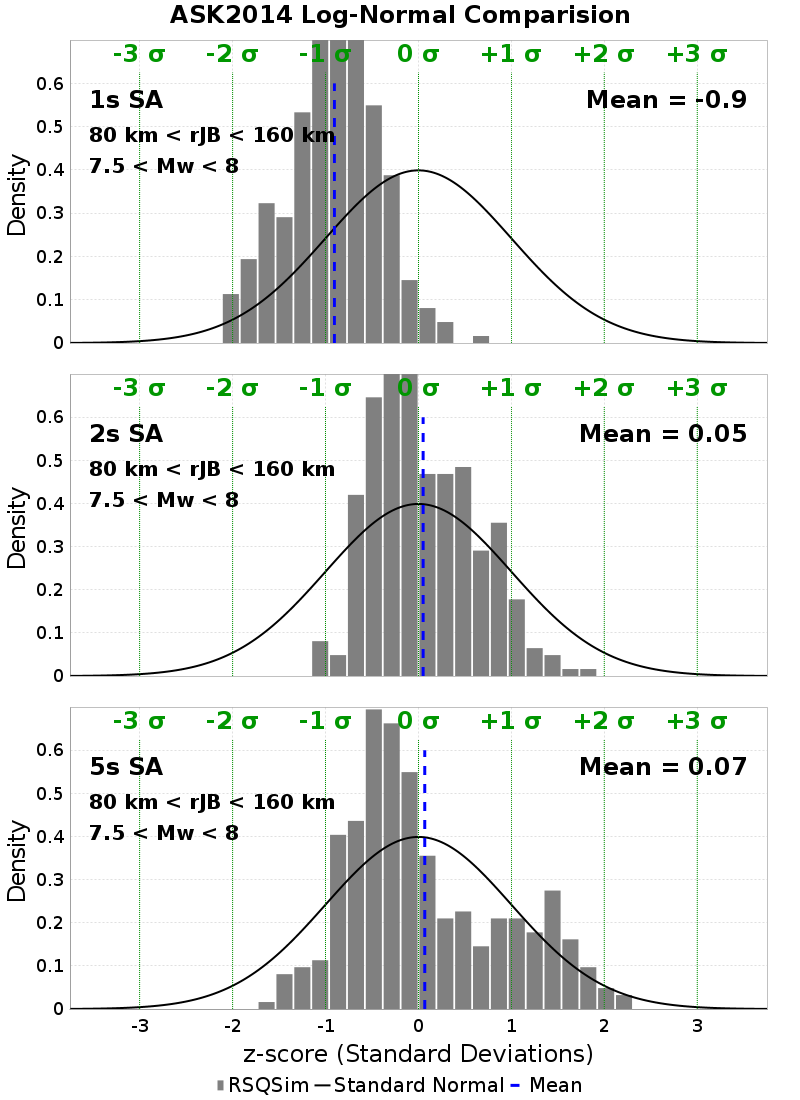 ASK2014 Log-Normal Comparision
-3 σ -2 σ -1 σ 0 σ +1 σ +2 σ +3 σ
0.6
1s SA Mean = -0.9
0.5
80 km < rJB < 160 km
7.5 < Mw < 8
0.4
Density
0.3
0.2
0.1
0
-3 σ -2 σ -1 σ 0 σ +1 σ +2 σ +3 σ
0.6
2s SA Mean = 0.05
0.5
80 km < rJB < 160 km
7.5 < Mw < 8
0.4
Density
0.3
0.2
0.1
0
-3 σ -2 σ -1 σ 0 σ +1 σ +2 σ +3 σ
0.6
5s SA Mean = 0.07
0.5
80 km < rJB < 160 km
7.5 < Mw < 8
0.4
Density
0.3
0.2
0.1
0
-3 -2 -1 0 1 2 3
z-score (Standard Deviations)
RSQSim Standard Normal Mean